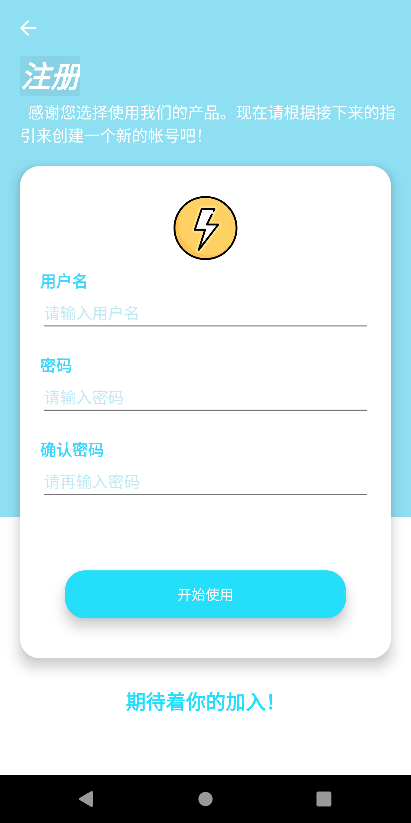 注册
感谢您选择使用我们的产品。现在请根据接下来的指
引来创建一个新的帐号吧！
用户名
请输入用户名
密码
请输入密码
确认密码
请再输入密码
开始使用
期待着你的加入！